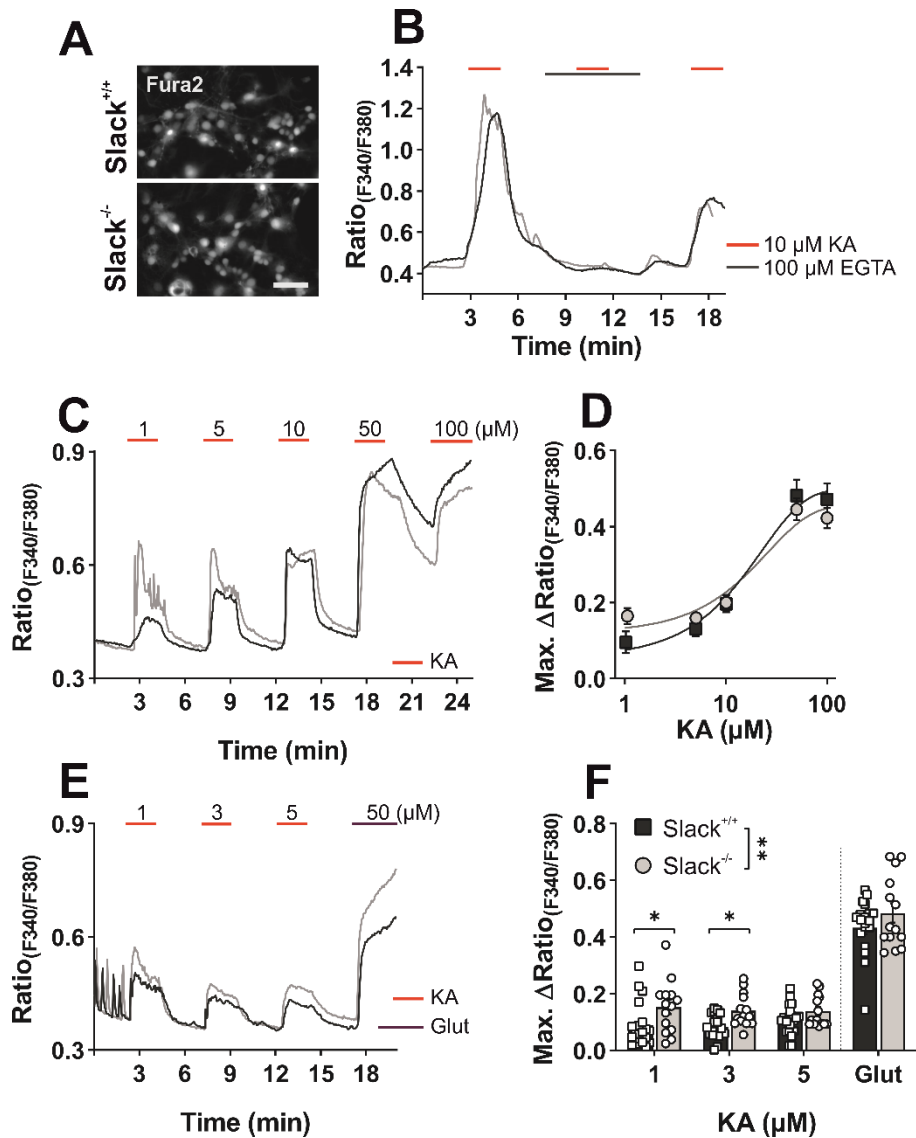 A
Slack+/+
Fura2
Slack-/-
B
Ratio(F340/F380)
1.4
1.2
1.0
0.8
0.6
0.4
3 6 9 12 15 18
Time (min)
10 µM KA
100 µM EGTA
C
1 5 10 50 100 (µM)
Ratio(F340/F380)
0.9
0.6
0.3
3 6 9 12 15 18 21 24
KA
Time (min)
D
Max. ΔRatio(F340/F380)
0.6
0.4
0.2
0.0
1 10 100
KA (µM)
E
1 3 5 50 (µM)
Ratio(F340/F380)
0.9
0.6
0.3
3 6 9 12 15 18
KA
Glut
Time (min)
F
Max. ΔRatio(F340/F380)
0.8
0.6
0.4
0.2
0.0
Slack+/+
Slack-/-
**
* *
1 3 5 Glut
KA (µM)